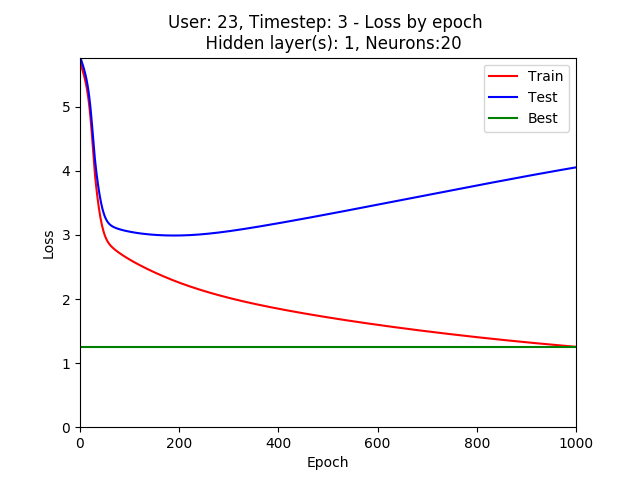 User: 23, Timestep: 3 - Loss by epoch
Hidden layer(s): 1, Neurons:20
Train
Test
Best
Loss
5
4
3
2
1
0
0 200 400 600 800 1000
Epoch